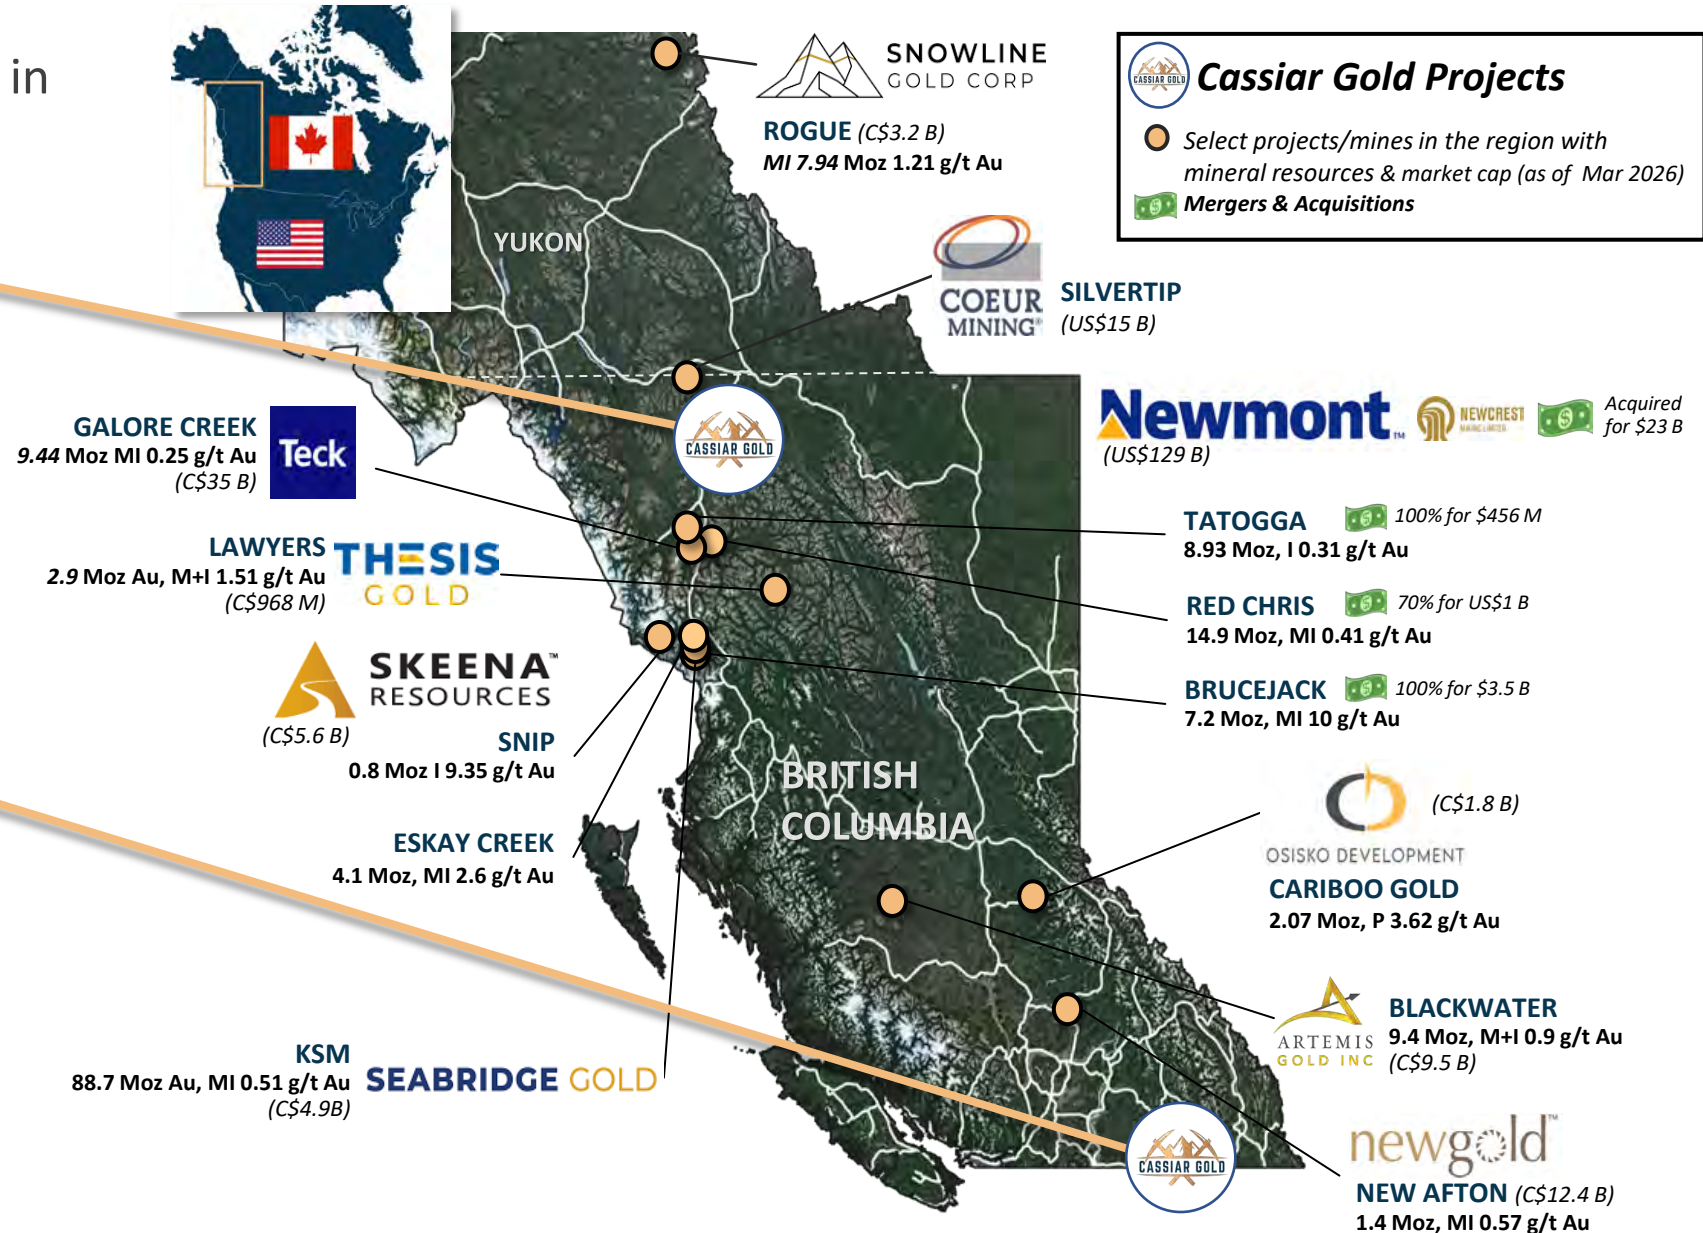 in
SNOWLINE
GOLD CORP
ROGUE (C$3.2 B)
MI 7.94 Moz 1.21 g/t Au
CASSIAR GOLD
Cassiar Gold Projects
Select projects/mines in the region with
mineral resources & market cap (as of Mar 2026)
Mergers & Acquisitions
YUKON
COEUR
MINING®
SILVERTIP
(US$15 B)
CASSIAR GOLD
Newmont™
(US$129 B)
NEWCREST
MINING LIMITED
Acquired
for $23 B
GALORE CREEK
9.44 Moz MI 0.25 g/t Au
(C$35 B)
Teck
TATOGGA
100% for $456 M
8.93 Moz, I 0.31 g/t Au
LAWYERS
2.9 Moz Au, M+I 1.51 g/t Au
(C$968 M)
THESIS
GOLD
RED CHRIS
70% for US$1 B
14.9 Moz, MI 0.41 g/t Au
SKEENA™
RESOURCES
(C$5.6 B)
BRUCEJACK
100% for $3.5 B
7.2 Moz, MI 10 g/t Au
SNIP
0.8 Moz I 9.35 g/t Au
BRITISH
COLUMBIA
(C$1.8 B)
OSISKO DEVELOPMENT
CARIBOO GOLD
2.07 Moz, P 3.62 g/t Au
ESKAY CREEK
4.1 Moz, MI 2.6 g/t Au
ARTEMIS
GOLD INC
BLACKWATER
9.4 Moz, M+I 0.9 g/t Au
(C$9.5 B)
KSM
88.7 Moz Au, MI 0.51 g/t Au
(C$4.9B)
SEABRIDGE GOLD
CASSIAR GOLD
newgold™
NEW AFTON (C$12.4 B)
1.4 Moz, MI 0.57 g/t Au